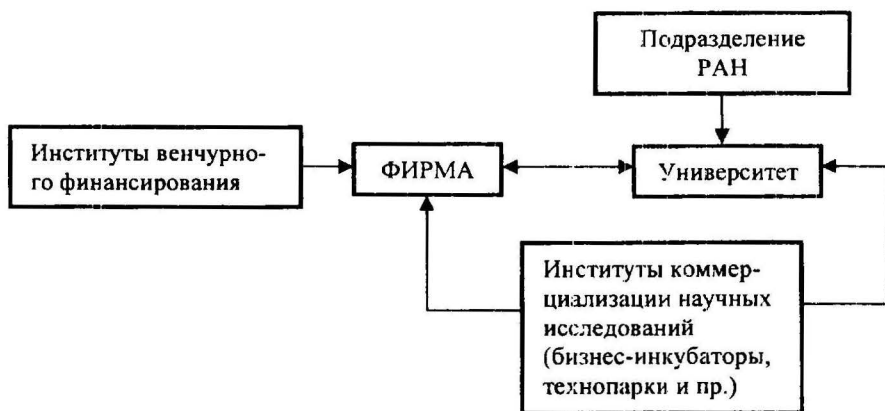 Подразделение
РАН
Институты венчурно-
го финансирования
ФИРМА
Университет
Институты коммер-
циализации научных
исследований
(бизнес-инкубаторы,
технопарки и пр.)